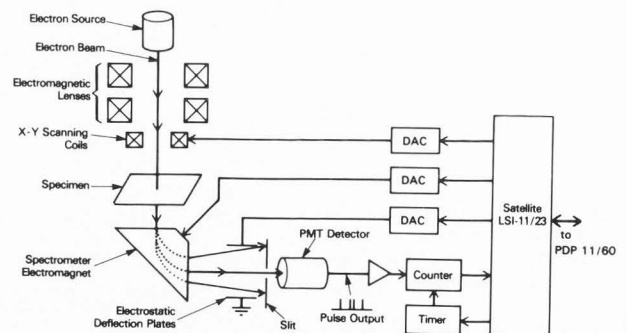 Electron Source
Electron Beam
Electromagnetic
Lenses
X-Y Scanning
Coils
DAC
Specimen
DAC
Satellite
LSI-11/23
to
PDP 11/60
DAC
PMT Detector
Spectrometer
Electromagnet
Counter
Electrostatic
Deflection Plates
Slit
Pulse Output
Timer